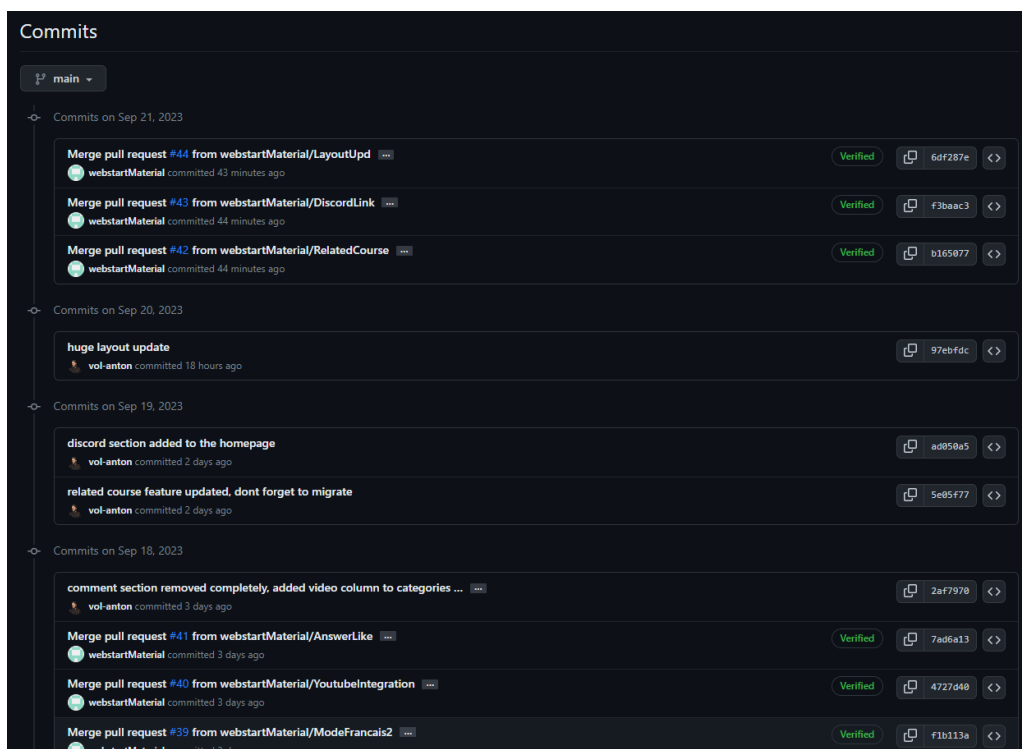 Commits
main
Commits on Sep 21, 2023
Merge pull request #44 from webstartMaterial/LayoutUpd ...
Verified 6df287e
webstartMaterial committed 43 minutes ago
Merge pull request #43 from webstartMaterial/DiscordLink ...
Verified f3baac3
webstartMaterial committed 44 minutes ago
Merge pull request #42 from webstartMaterial/RelatedCourse ...
Verified b165077
webstartMaterial committed 44 minutes ago
Commits on Sep 20, 2023
huge layout update
97ebfdc
vol-anton committed 18 hours ago
Commits on Sep 19, 2023
discord section added to the homepage
ad050a5
vol-anton committed 2 days ago
related course feature updated, dont forget to migrate
5e05f77
vol-anton committed 2 days ago
Commits on Sep 18, 2023
comment section removed completely, added video column to categories ... ...
2af7970
vol-anton committed 3 days ago
Merge pull request #41 from webstartMaterial/AnswerLike ...
Verified 7ad6a13
webstartMaterial committed 3 days ago
Merge pull request #40 from webstartMaterial/YoutubeIntegration ...
Verified 4727d40
webstartMaterial committed 3 days ago
Merge pull request #39 from webstartMaterial/ModeFrancais2 ...
Verified f1b113a